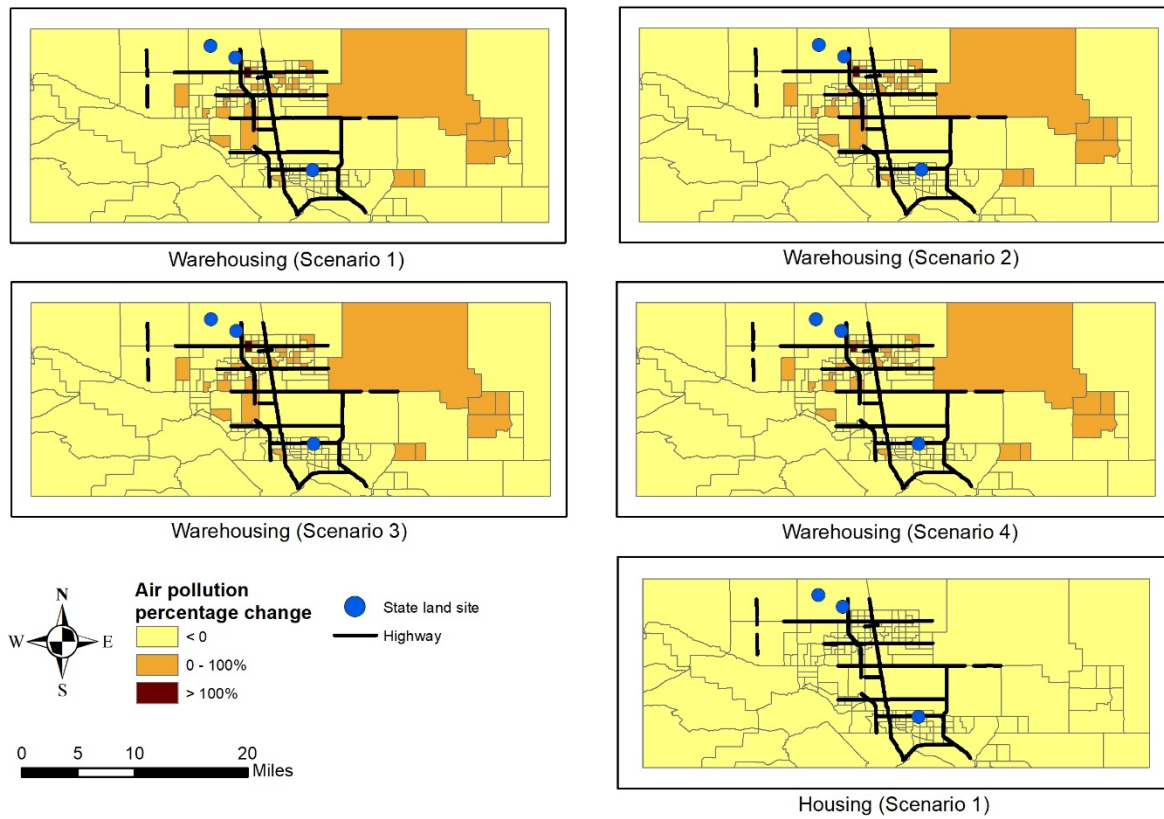 Warehousing (Scenario 1)
Warehousing (Scenario 2)
Warehousing (Scenario 3)
Warehousing (Scenario 4)
N
W
E
S
Air pollution
percentage change
< 0
0 - 100%
> 100%
State land site
Highway
0 5 10 20
Miles
Housing (Scenario 1)